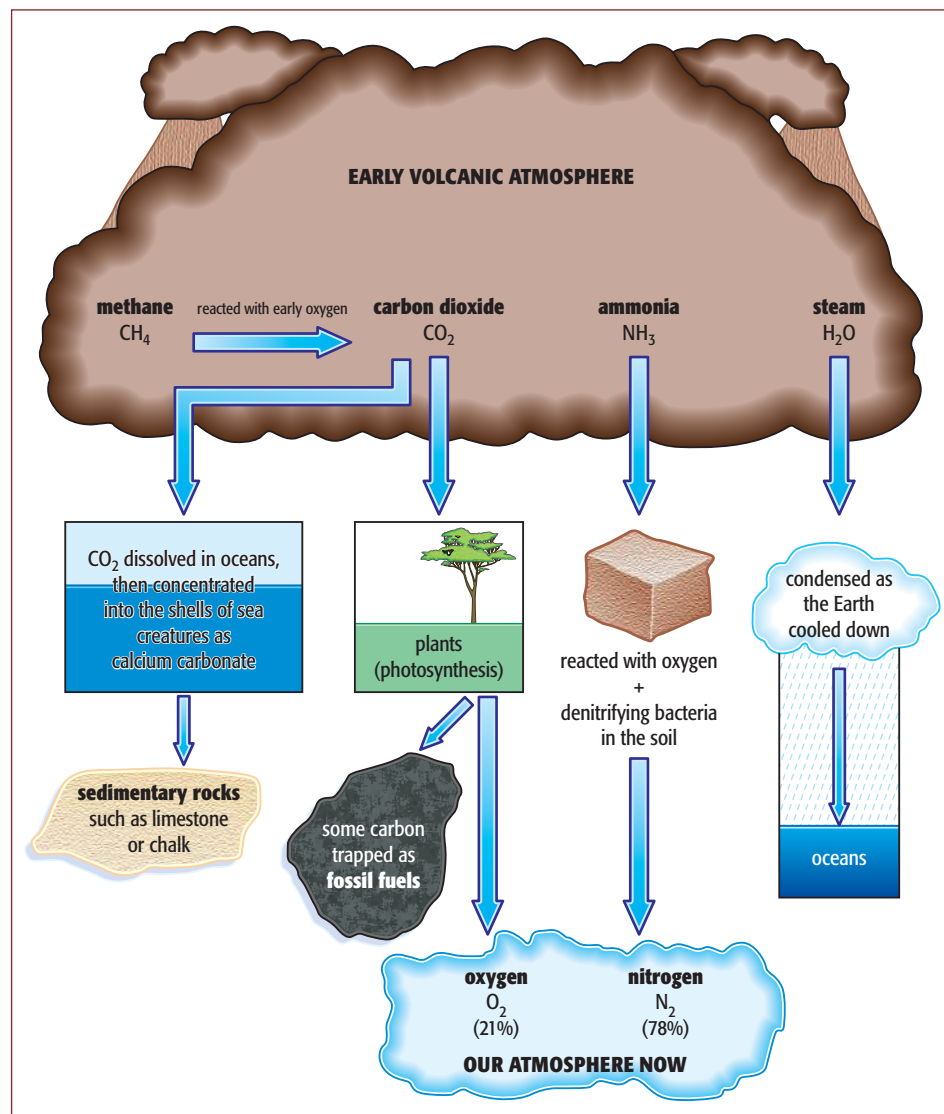 EARLY VOLCANIC ATMOSPHERE
methane
CH₄
reacted with early oxygen
carbon dioxide
CO₂
ammonia
NH₃
steam
H₂O
CO₂ dissolved in oceans,
then concentrated
into the shells of sea
creatures as
calcium carbonate
sedimentary rocks
such as limestone
or chalk
plants
(photosynthesis)
some carbon
trapped as
fossil fuels
reacted with oxygen
+
denitrifying bacteria
in the soil
condensed as
the Earth
cooled down
oceans
oxygen
O₂
(21%)
nitrogen
N₂
(78%)
OUR ATMOSPHERE NOW